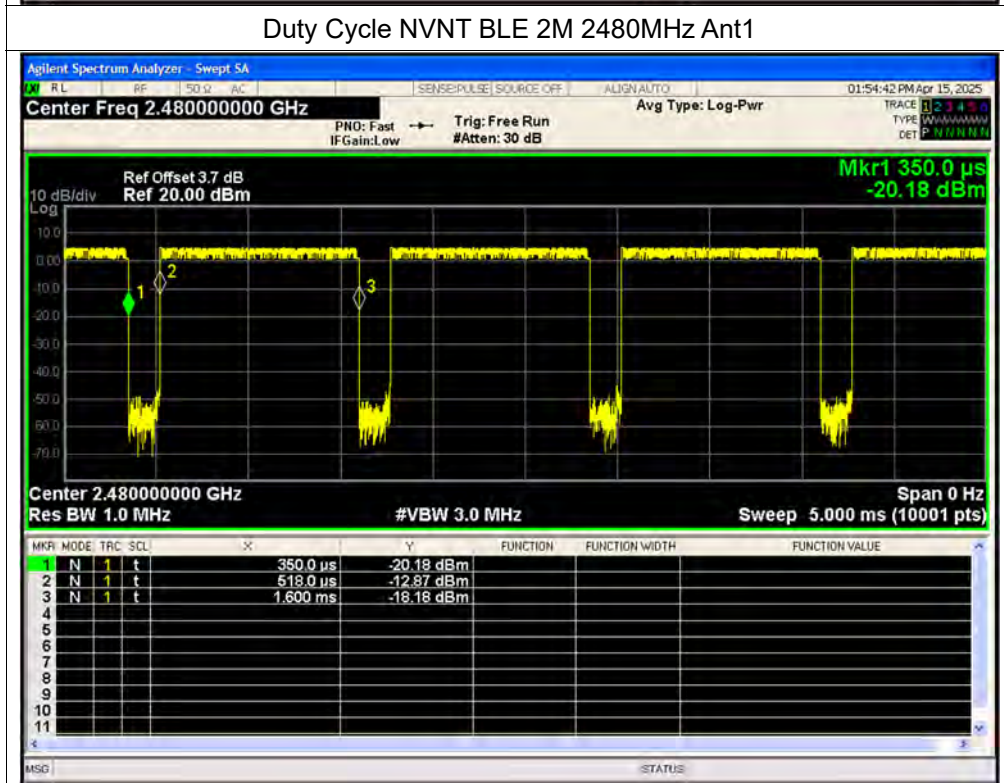 Duty Cycle NVNT BLE 2M 2480MHz Ant1
Agilent Spectrum Analyzer - Swept SA
RL RF 50 Ω AC SENSE:PULSE SOURCE OFF ALIGN AUTO 01:54:42 PM Apr 15, 2025
Center Freq 2.480000000 GHz Avg Type: Log-Pwr TRACE 1 2 3 4 5 6
PNO: Fast Trig: Free Run TYPE WWWWWW
IFGain:Low #Atten: 30 dB DET P N N N N N
Mkr1 350.0 µs
Ref Offset 3.7 dB
10 dB/div Ref 20.00 dBm -20.18 dBm
Log
10.0
0.00
-10.0
-20.0
-30.0
-40.0
-50.0
-60.0
-70.0
1
2
3
Center 2.480000000 GHz Span 0 Hz
Res BW 1.0 MHz #VBW 3.0 MHz Sweep 5.000 ms (10001 pts)
MKR MODE TRC SCL X Y FUNCTION FUNCTION WIDTH FUNCTION VALUE
1 N 1 t 350.0 µs -20.18 dBm
2 N 1 t 518.0 µs -12.87 dBm
3 N 1 t 1.600 ms -18.18 dBm
4
5
6
7
8
9
10
11
MSG STATUS